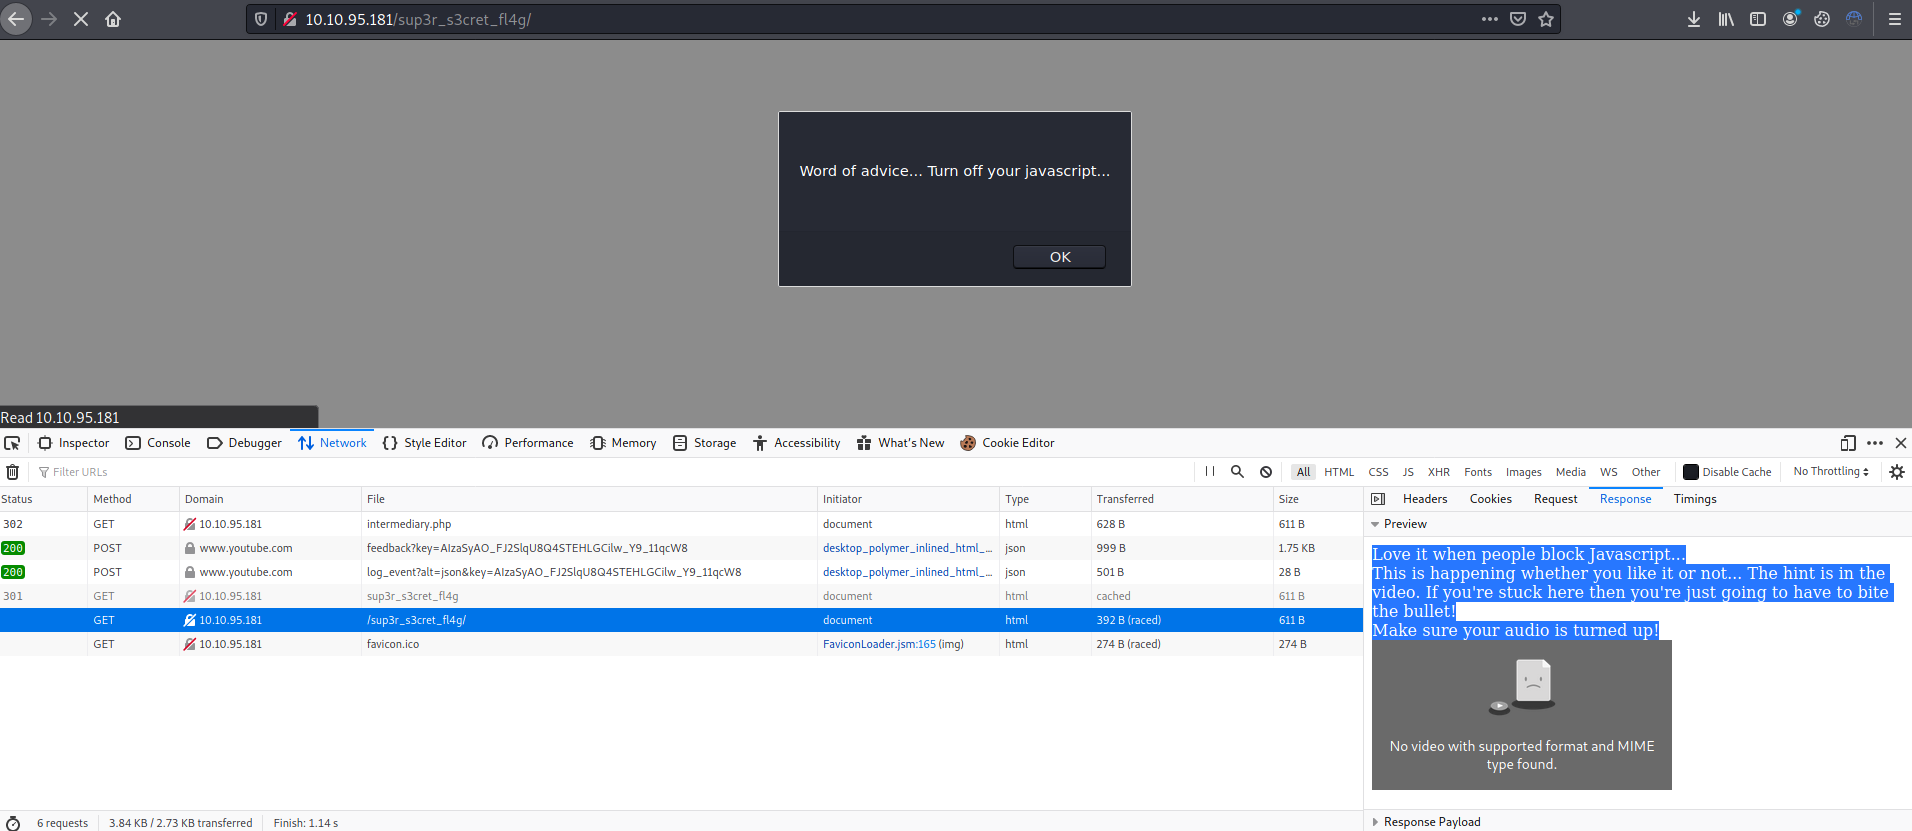 10.10.95.181/sup3r_s3cret_fl4g/
Word of advice... Turn off your javascript...
OK
Read 10.10.95.181
Inspector Console Debugger Network Style Editor Performance Memory Storage Accessibility What's New Cookie Editor
Filter URLs All HTML CSS JS XHR Fonts Images Media WS Other Disable Cache No Throttling
Status Method Domain File Initiator Type Transferred Size
302 GET 10.10.95.181 intermediary.php document html 628 B 611 B
200 POST www.youtube.com feedback?key=AIzaSyAO_FJ2SlqU8Q4STEHLGCilw_Y9_11qcW8 desktop_polymer_inlined_html_... json 999 B 1.75 KB
200 POST www.youtube.com log_event?alt=json&key=AIzaSyAO_FJ2SlqU8Q4STEHLGCilw_Y9_11qcW8 desktop_polymer_inlined_html_... json 501 B 28 B
301 GET 10.10.95.181 sup3r_s3cret_fl4g document html cached 611 B
GET 10.10.95.181 /sup3r_s3cret_fl4g/ document html 392 B (raced) 611 B
GET 10.10.95.181 favicon.ico FaviconLoader.jsm:165 (img) html 274 B (raced) 274 B
6 requests 3.84 KB / 2.73 KB transferred Finish: 1.14 s
Headers Cookies Request Response Timings
Preview
Love it when people block Javascript...
This is happening whether you like it or not... The hint is in the
video. If you're stuck here then you're just going to have to bite
the bullet!
Make sure your audio is turned up!
No video with supported format and MIME
type found.
Response Payload